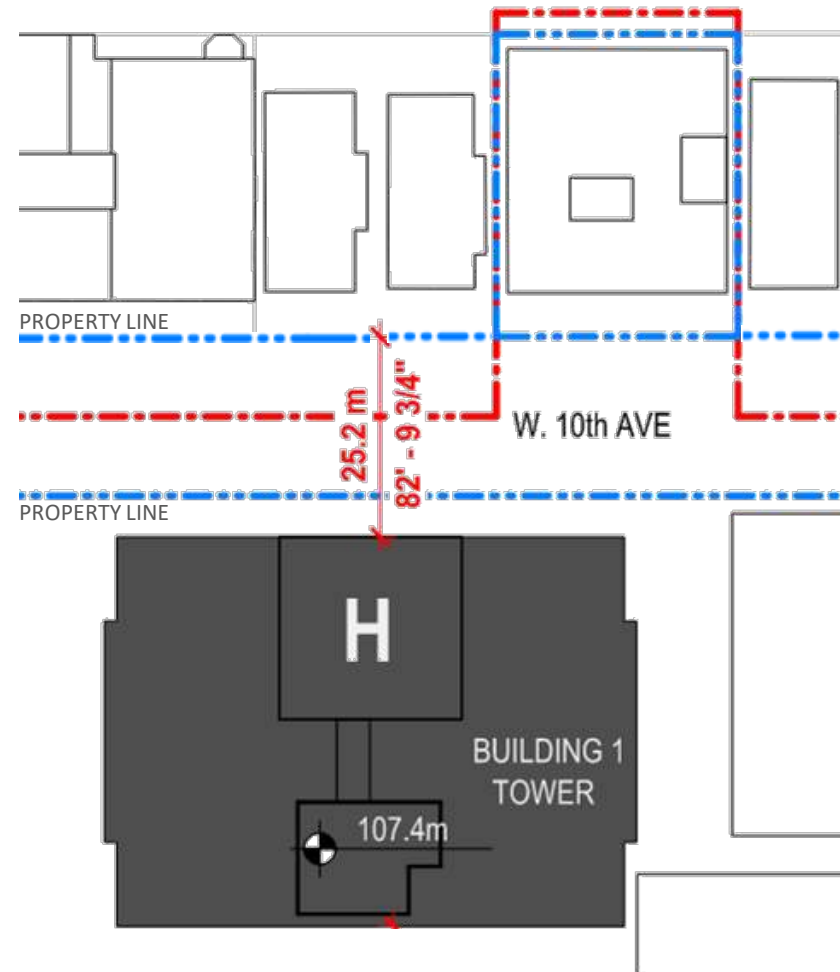 PROPERTY LINE
25.2 m
82' - 9 3/4"
W. 10th AVE
PROPERTY LINE
H
BUILDING 1
TOWER
107.4m